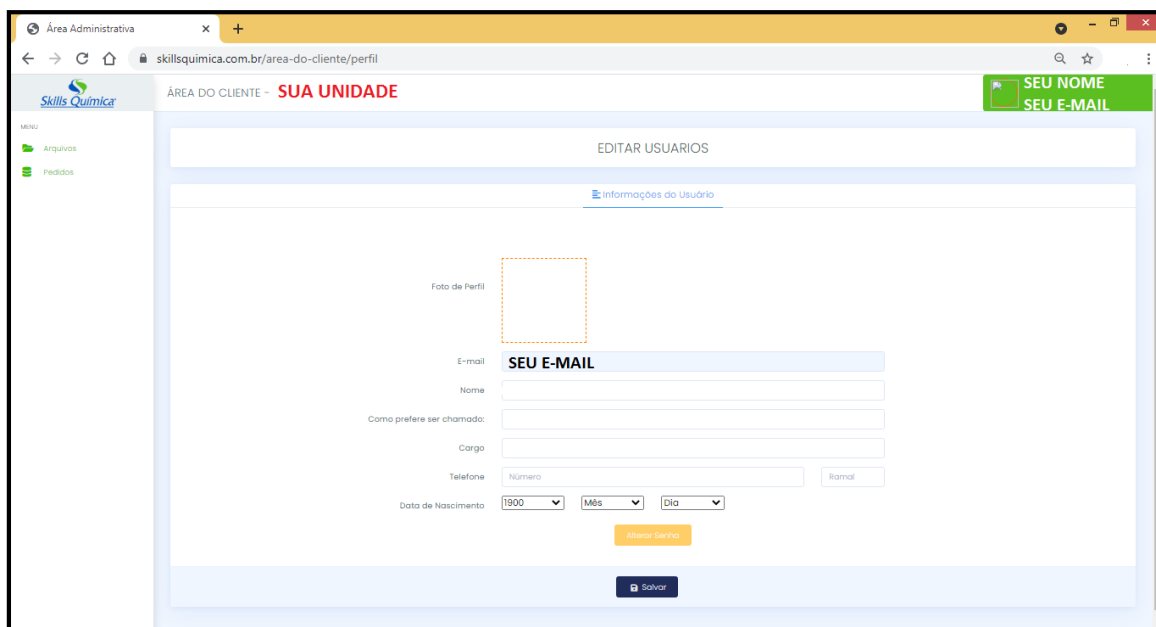 Área Administrativa
skillsquimica.com.br/area-do-cliente/perfil
Skills Química
ÁREA DO CLIENTE - SUA UNIDADE
SEU NOME
SEU E-MAIL
MENU
Arquivos
Pedidos
EDITAR USUARIOS
Informações do Usuário
Foto de Perfil
E-mail SEU E-MAIL
Nome
Como prefere ser chamado:
Cargo
Telefone Número Ramal
Data de Nascimento 1900 Mês Dia
Alterar Senha
Salvar